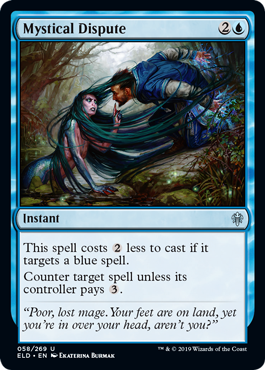 Mystical Dispute 2
Instant
This spell costs 2 less to cast if it
targets a blue spell.
Counter target spell unless its
controller pays 3.
“Poor, lost mage. Your feet are on land, yet
you’re in over your head, aren’t you?”
058/269 U
ELD • EN Ekaterina Burmak
™ & © 2019 Wizards of the Coast